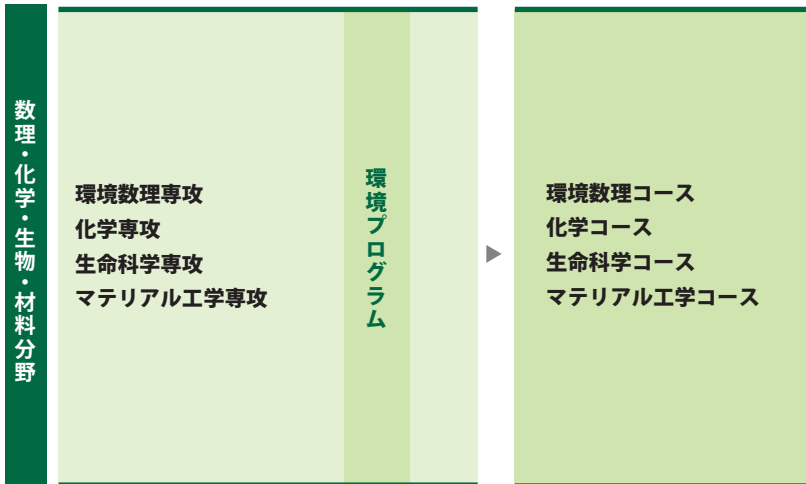 数理・化学・生物・材料分野
環境数理専攻
化学専攻
生命科学専攻
マテリアル工学専攻
環境プログラム
環境数理コース
化学コース
生命科学コース
マテリアル工学コース